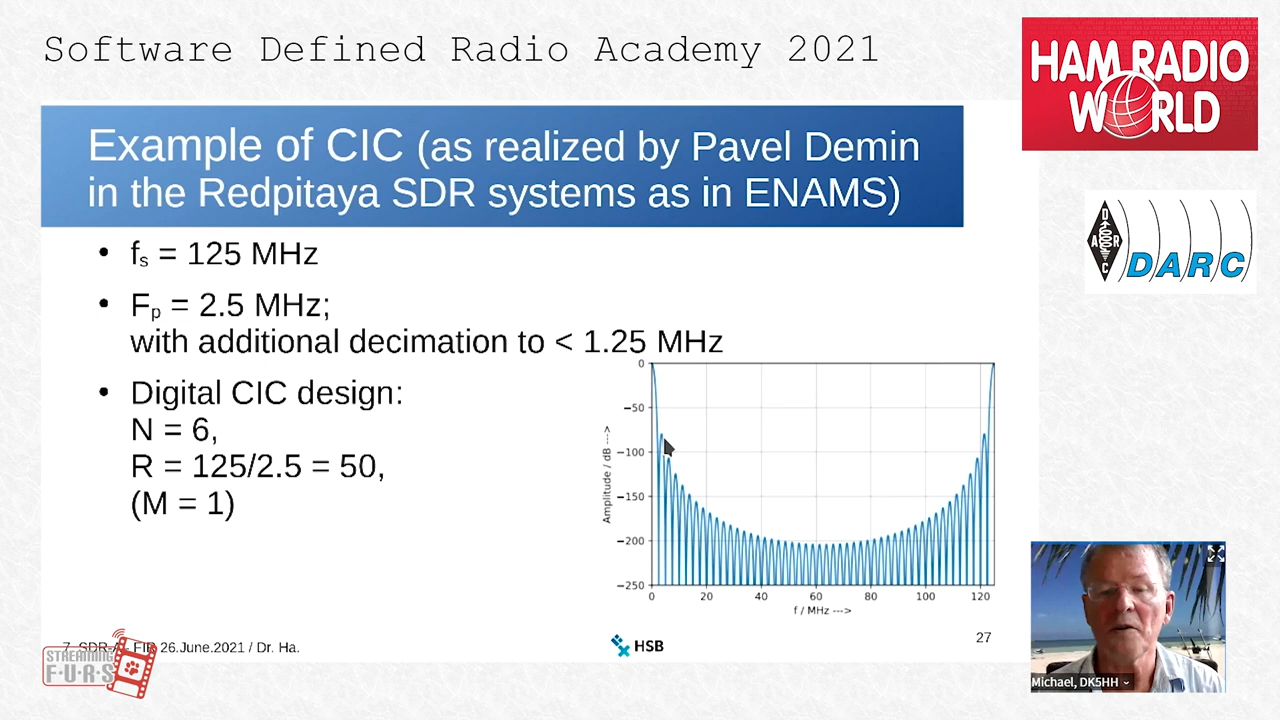 Software Defined Radio Academy 2021
HAM RADIO
WORLD
Example of CIC (as realized by Pavel Demin
in the Redpitaya SDR systems as in ENAMS)
D
A R
C
DARC
• fs = 125 MHz
• Fp = 2.5 MHz;
with additional decimation to < 1.25 MHz
• Digital CIC design:
N = 6,
R = 125/2.5 = 50,
(M = 1)
Amplitude / dB --->
0
−50
−100
−150
−200
−250
0 20 40 60 80 100 120
f / MHz --->
7. SDR-A, 26.June.2021 / Dr. Ha.
HSB
27
STREAMING
F·U·R·S
Michael, DK5HH